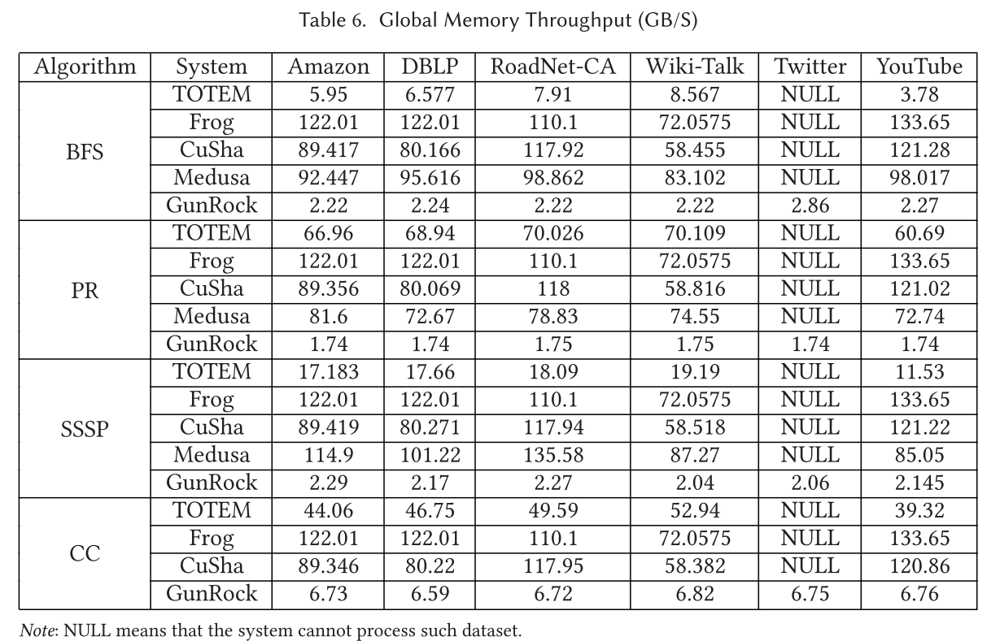 Table 6. Global Memory Throughput (GB/S)
Algorithm System Amazon DBLP RoadNet-CA Wiki-Talk Twitter YouTube
BFS
TOTEM 5.95 6.577 7.91 8.567 NULL 3.78
Frog 122.01 122.01 110.1 72.0575 NULL 133.65
CuSha 89.417 80.166 117.92 58.455 NULL 121.28
Medusa 92.447 95.616 98.862 83.102 NULL 98.017
GunRock 2.22 2.24 2.22 2.22 2.86 2.27
PR
TOTEM 66.96 68.94 70.026 70.109 NULL 60.69
Frog 122.01 122.01 110.1 72.0575 NULL 133.65
CuSha 89.356 80.069 118 58.816 NULL 121.02
Medusa 81.6 72.67 78.83 74.55 NULL 72.74
GunRock 1.74 1.74 1.75 1.75 1.74 1.74
SSSP
TOTEM 17.183 17.66 18.09 19.19 NULL 11.53
Frog 122.01 122.01 110.1 72.0575 NULL 133.65
CuSha 89.419 80.271 117.94 58.518 NULL 121.22
Medusa 114.9 101.22 135.58 87.27 NULL 85.05
GunRock 2.29 2.17 2.27 2.04 2.06 2.145
CC
TOTEM 44.06 46.75 49.59 52.94 NULL 39.32
Frog 122.01 122.01 110.1 72.0575 NULL 133.65
CuSha 89.346 80.22 117.95 58.382 NULL 120.86
GunRock 6.73 6.59 6.72 6.82 6.75 6.76
Note: NULL means that the system cannot process such dataset.